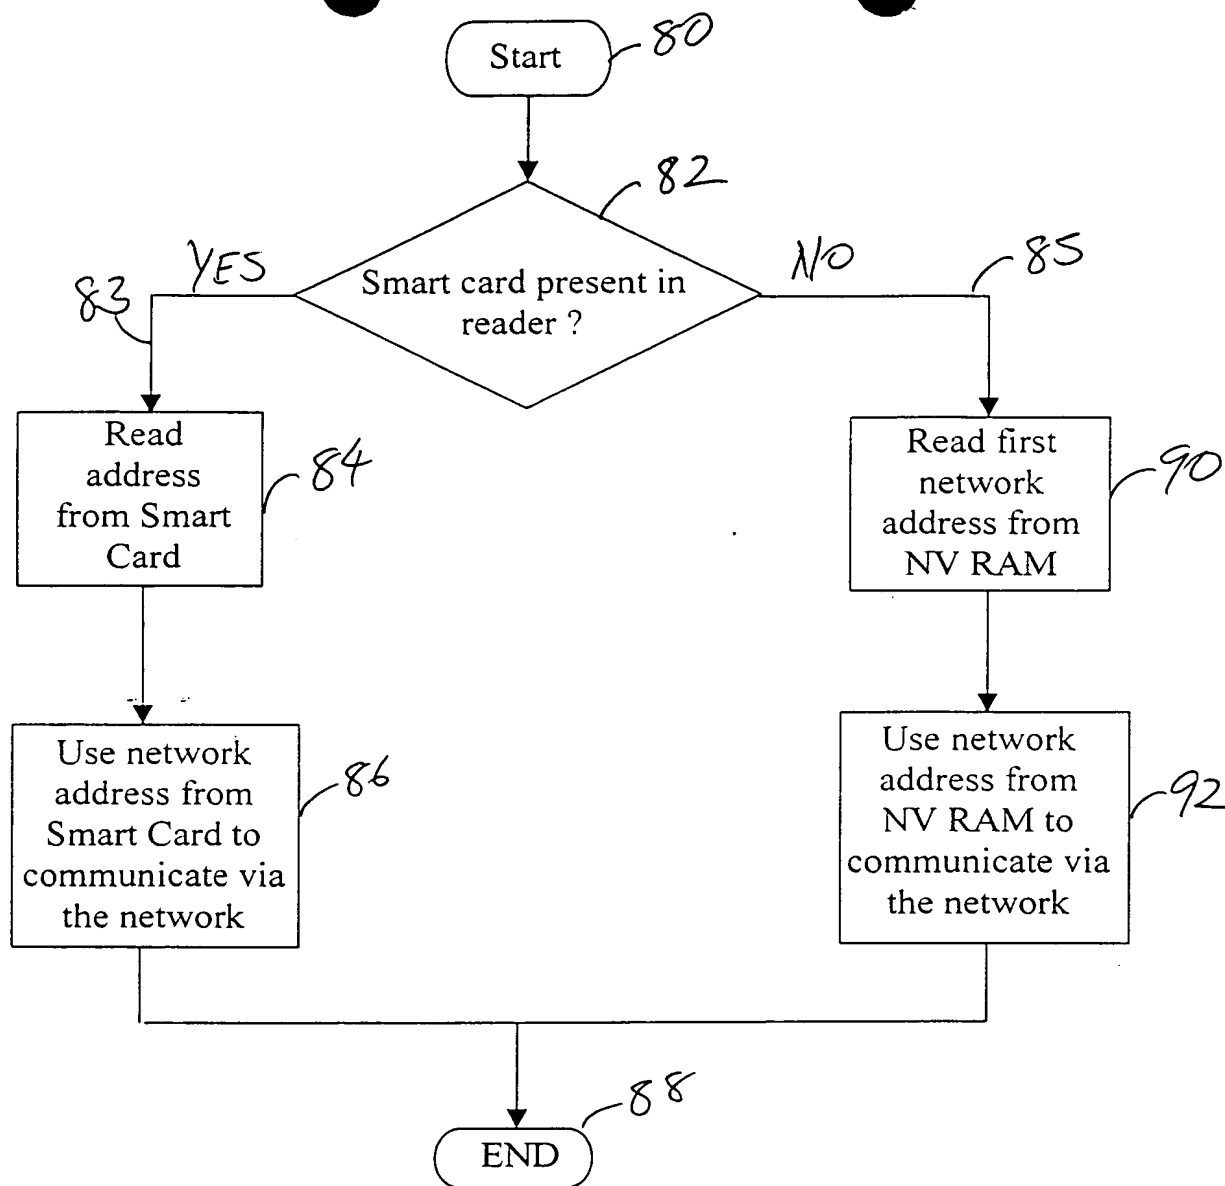 Start
80
82
YES
NO
85
83
Smart card present in
reader ?
Read
address
from Smart
Card
84
Read first
network
address from
NV RAM
90
Use network
address from
Smart Card to
communicate via
the network
86
Use network
address from
NV RAM to
communicate via
the network
92
88
END